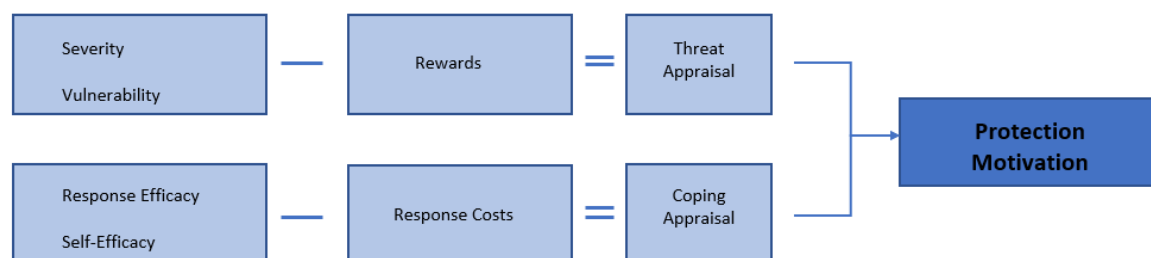 Severity
Vulnerability
Rewards
Threat
Appraisal
Protection
Motivation
Response Efficacy
Self-Efficacy
Response Costs
Coping
Appraisal